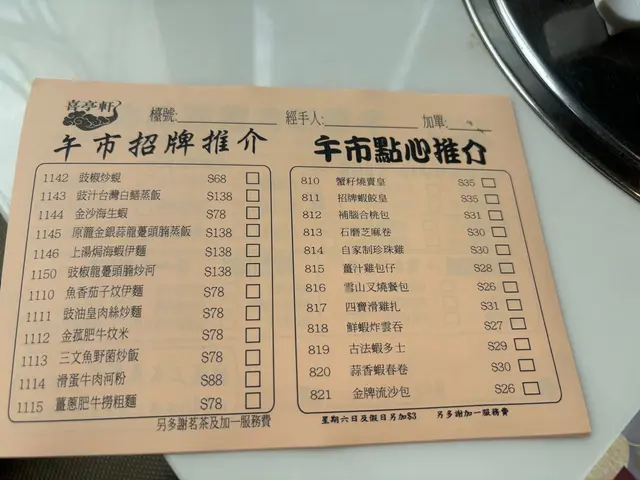 喜亭軒
檯號:
經手人:
加單:
午市招牌推介
1142 豉椒炒蜆 $68
1143 豉汁台灣白鱔蒸飯 $138
1144 金沙海生蝦 $78
1145 原籠金銀蒜龍躉頭腩蒸飯 $138
1146 上湯焗海蝦伊麵 $138
1150 豉椒龍躉頭腩炒河 $138
1110 魚香茄子炆伊麵 $78
1111 豉油皇肉絲炒麵 $78
1112 金菰肥牛炆米 $78
1113 三文魚野菌炒飯 $78
1114 滑蛋牛肉河粉 $88
1115 薑蔥肥牛撈粗麵 $78
另多謝茗茶及加一服務費
午市點心推介
810 蟹籽燒賣皇 $35
811 招牌蝦餃皇 $35
812 補腦合桃包 $31
813 石磨芝麻卷 $30
814 自家制珍珠雞 $30
815 薑汁雞包仔 $28
816 雪山叉燒餐包 $26
817 四寶滑雞扎 $31
818 鮮蝦炸雲吞 $27
819 古法蝦多士 $29
820 蒜香蝦春卷 $30
821 金牌流沙包 $26
星期六日及假日另加$3 另多謝加一服務費